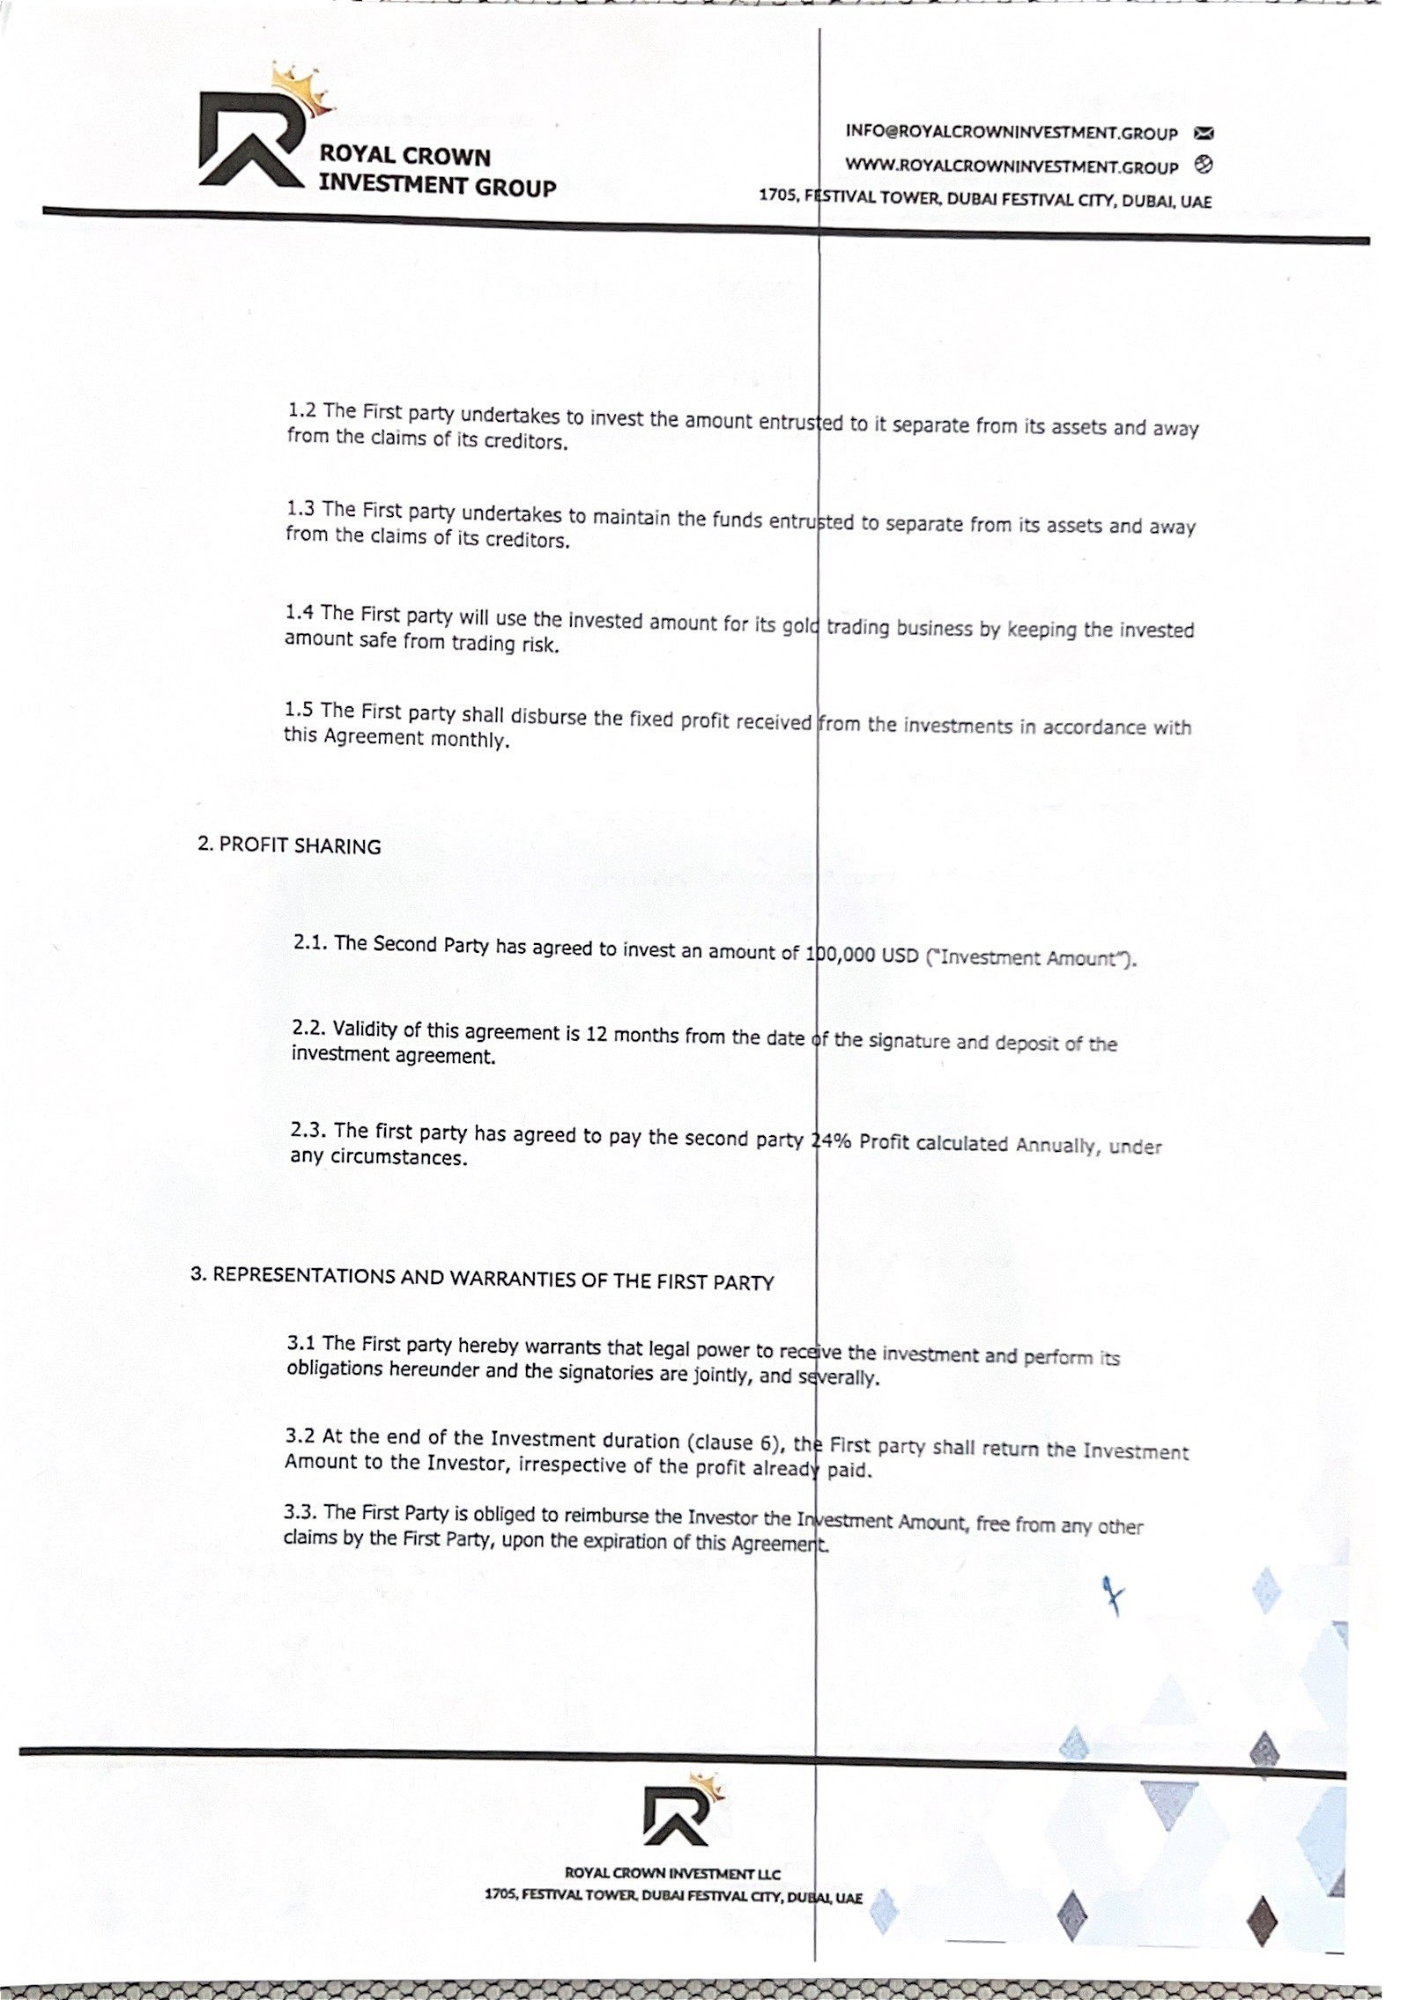 ROYAL CROWN
INVESTMENT GROUP
INFO@ROYALCROWNINVESTMENT.GROUP
WWW.ROYALCROWNINVESTMENT.GROUP
1705, FESTIVAL TOWER, DUBAI FESTIVAL CITY, DUBAI, UAE
1.2 The First party undertakes to invest the amount entrusted to it separate from its assets and away
from the claims of its creditors.
1.3 The First party undertakes to maintain the funds entrusted to separate from its assets and away
from the claims of its creditors.
1.4 The First party will use the invested amount for its gold trading business by keeping the invested
amount safe from trading risk.
1.5 The First party shall disburse the fixed profit received from the investments in accordance with
this Agreement monthly.
2. PROFIT SHARING
2.1. The Second Party has agreed to invest an amount of 100,000 USD ("Investment Amount").
2.2. Validity of this agreement is 12 months from the date of the signature and deposit of the
investment agreement.
2.3. The first party has agreed to pay the second party 24% Profit calculated Annually, under
any circumstances.
3. REPRESENTATIONS AND WARRANTIES OF THE FIRST PARTY
3.1 The First party hereby warrants that legal power to receive the investment and perform its
obligations hereunder and the signatories are jointly, and severally.
3.2 At the end of the Investment duration (clause 6), the First party shall return the Investment
Amount to the Investor, irrespective of the profit already paid.
3.3. The First Party is obliged to reimburse the Investor the Investment Amount, free from any other
claims by the First Party, upon the expiration of this Agreement.
ROYAL CROWN INVESTMENT LLC
1705, FESTIVAL TOWER, DUBAI FESTIVAL CITY, DUBAI, UAE